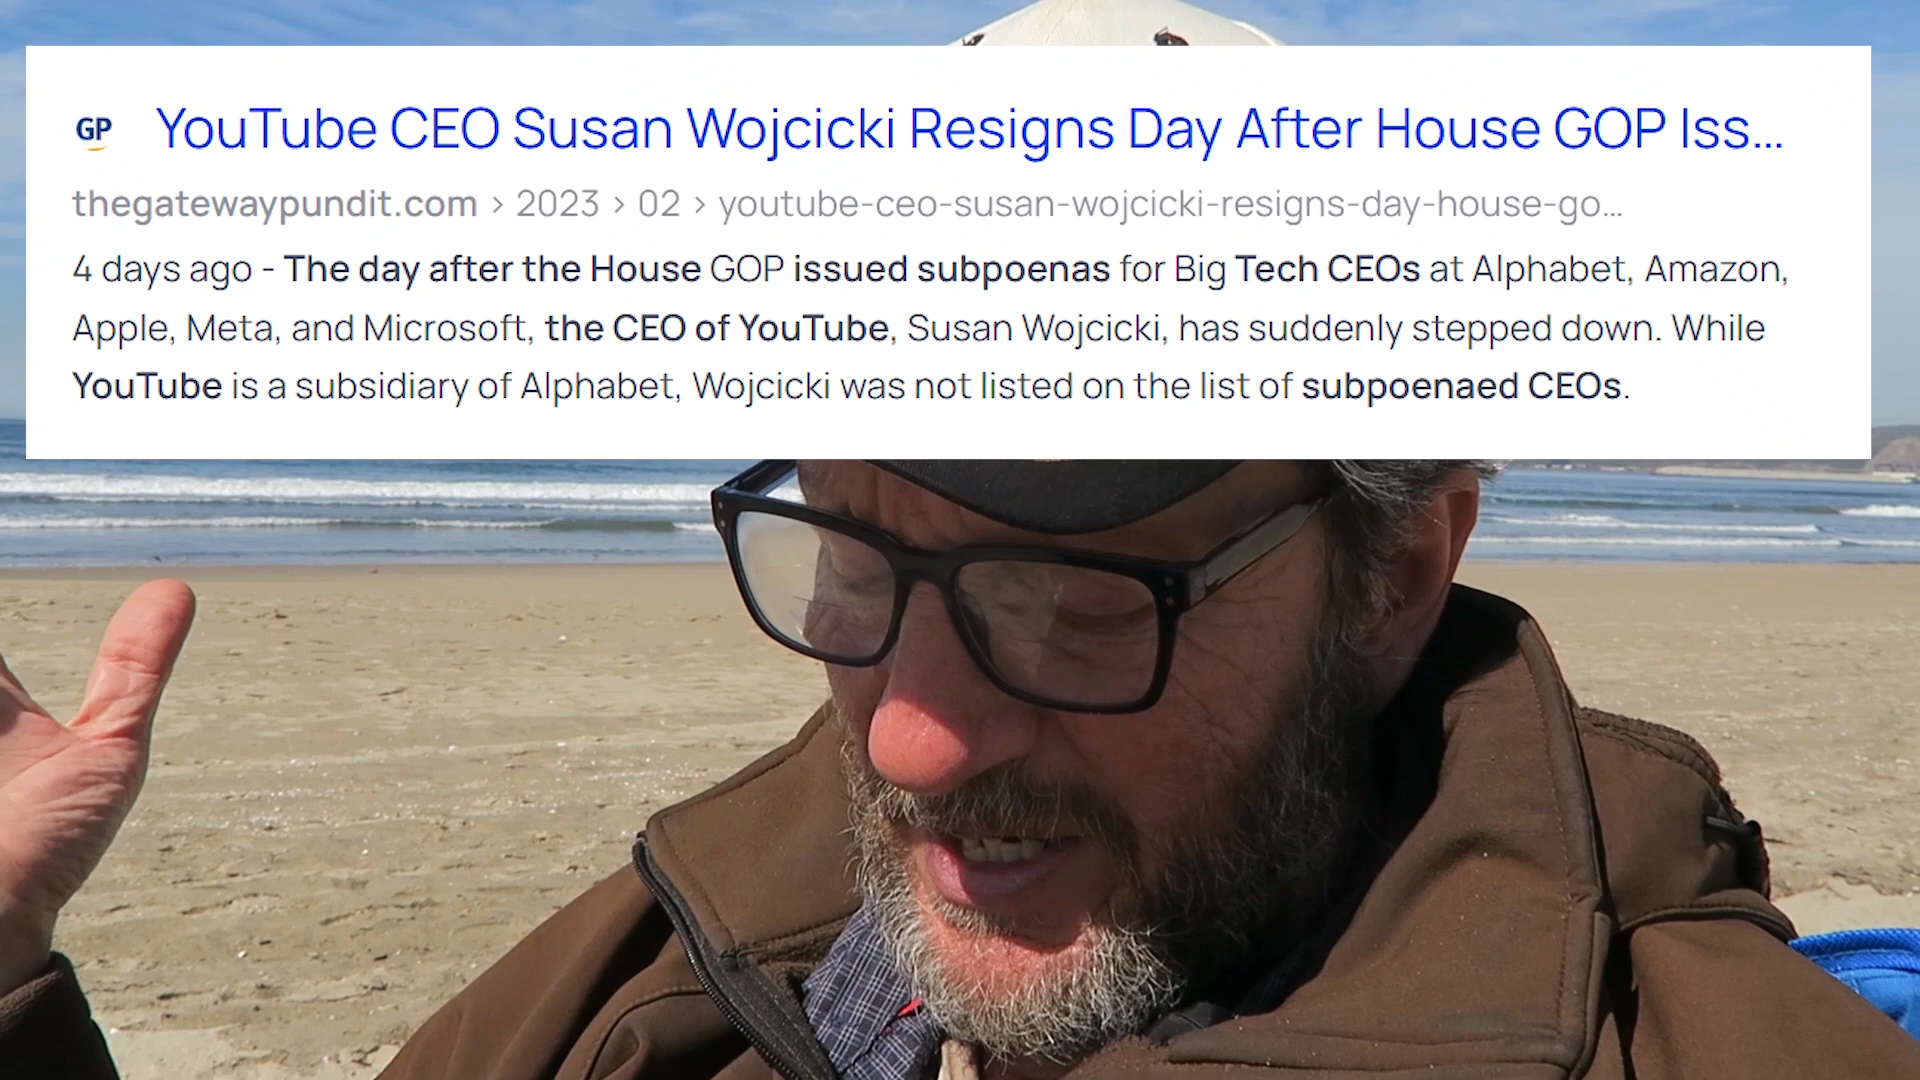 GP YouTube CEO Susan Wojcicki Resigns Day After House GOP Iss...
thegatewaypundit.com › 2023 › 02 › youtube-ceo-susan-wojcicki-resigns-day-house-go...
4 days ago - The day after the House GOP issued subpoenas for Big Tech CEOs at Alphabet, Amazon,
Apple, Meta, and Microsoft, the CEO of YouTube, Susan Wojcicki, has suddenly stepped down. While
YouTube is a subsidiary of Alphabet, Wojcicki was not listed on the list of subpoenaed CEOs.